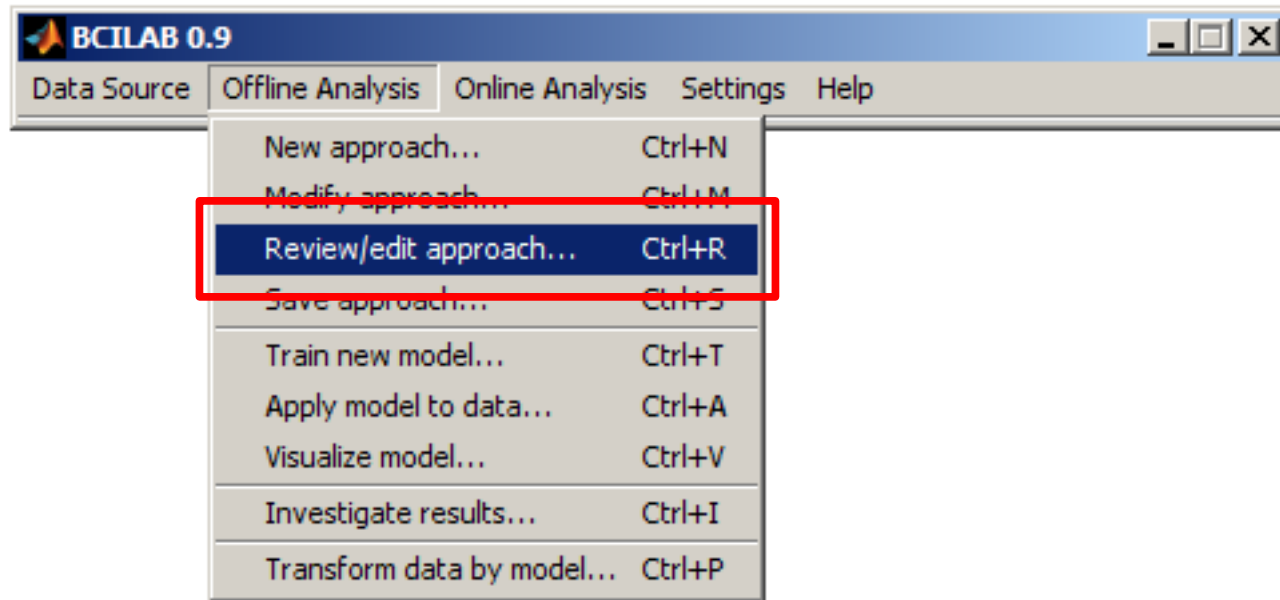 BCILAB 0.9
Data Source Offline Analysis Online Analysis Settings Help
New approach... Ctrl+N
Modify approach... Ctrl+M
Review/edit approach... Ctrl+R
Save approach... Ctrl+S
Train new model... Ctrl+T
Apply model to data... Ctrl+A
Visualize model... Ctrl+V
Investigate results... Ctrl+I
Transform data by model... Ctrl+P